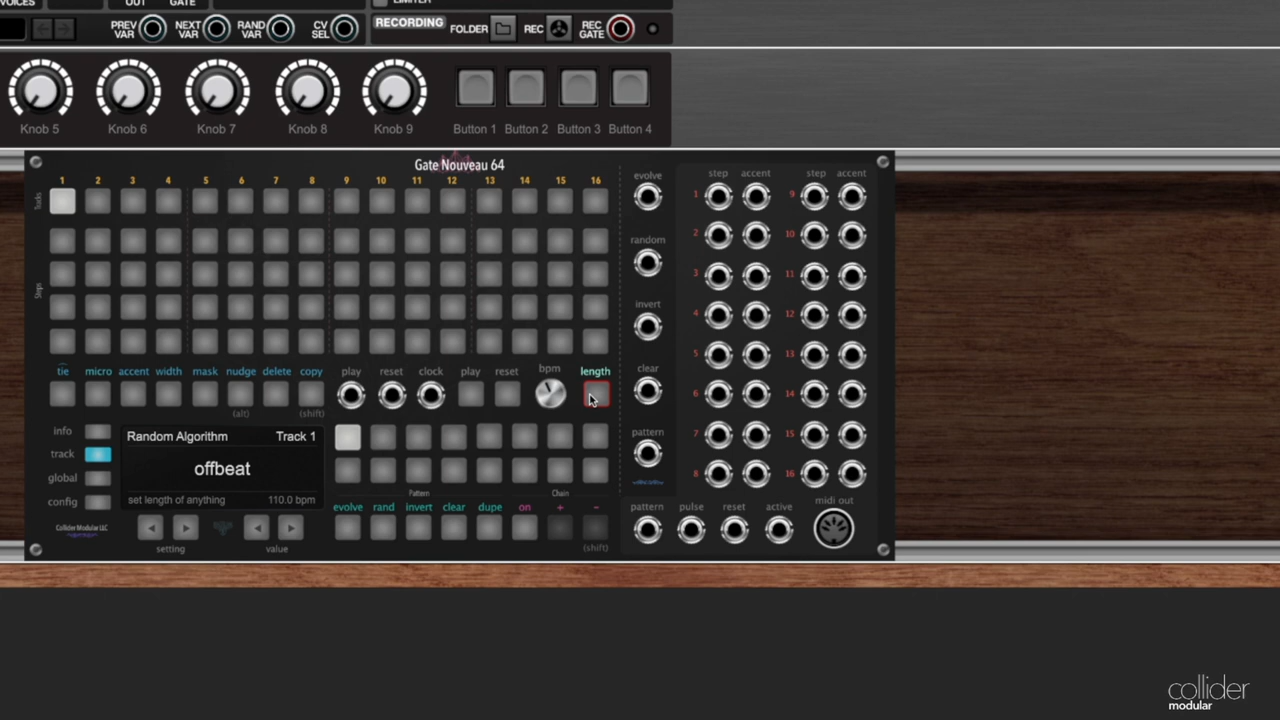 VOICES
OUT
GATE
LIMITER
PREV VAR
NEXT VAR
RAND VAR
CV SEL
RECORDING
FOLDER
REC
REC GATE
Knob 5
Knob 6
Knob 7
Knob 8
Knob 9
Button 1
Button 2
Button 3
Button 4
Gate Nouveau 64
1 2 3 4 5 6 7 8 9 10 11 12 13 14 15 16
Tracks
Steps
tie micro accent width mask nudge delete copy
(alt) (shift)
play reset clock play reset bpm length
info
track
global
config
Random Algorithm Track 1
offbeat
set length of anything 110.0 bpm
Collider Modular LLC
setting
value
Pattern
Chain
evolve rand invert clear dupe on + -
(shift)
evolve
random
invert
clear
pattern
step accent step accent
1 9
2 10
3 11
4 12
5 13
6 14
7 15
8 16
pattern pulse reset active
midi out
collider
modular